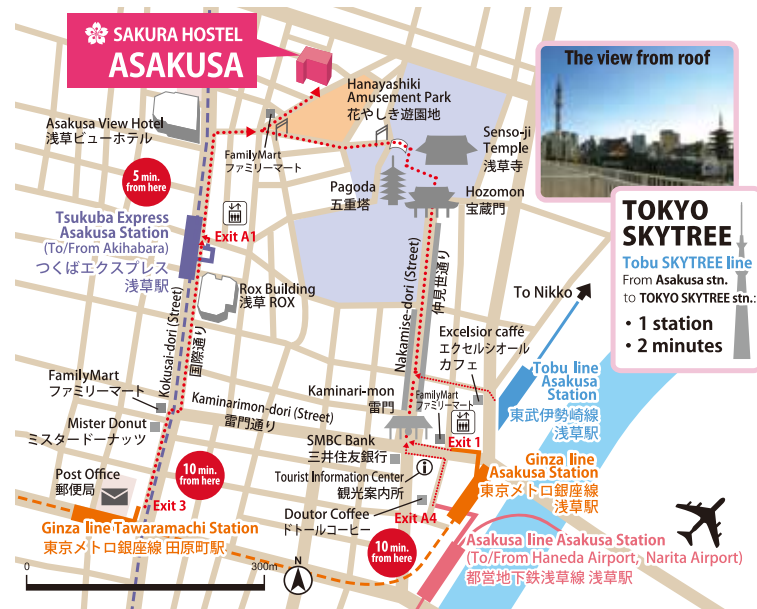 SAKURA HOSTEL
ASAKUSA
The view from roof
Hanayashiki
Amusement Park
花やしき遊園地
Asakusa View Hotel
浅草ビューホテル
Senso-ji
Temple
浅草寺
FamilyMart
ファミリーマート
5 min.
from here
Pagoda
五重塔
Hozomon
宝蔵門
TOKYO
SKYTREE
Tobu SKYTREE line
From Asakusa stn.
to TOKYO SKYTREE stn.:
・1 station
・2 minutes
Tsukuba Express
Asakusa Station
(To/From Akihabara)
つくばエクスプレス
浅草駅
Exit A1
Rox Building
浅草 ROX
Kokusai-dori (Street)
国際通り
Nakamise-dori (Street)
仲見世通り
To Nikko
Excelsior caffé
エクセルシオール
カフェ
Tobu line
Asakusa
Station
東武伊勢崎線
浅草駅
FamilyMart
ファミリーマート
Kaminarimon-dori (Street)
雷門通り
Kaminari-mon
雷門
FamilyMart
ファミリーマート
Mister Donut
ミスタードーナッツ
Exit 1
SMBC Bank
三井住友銀行
Ginza line
Asakusa Station
東京メトロ銀座線
浅草駅
Post Office
郵便局
10 min.
from here
Tourist Information Center
観光案内所
Exit 3
Doutor Coffee
ドトールコーヒー
Exit A4
Ginza line Tawaramachi Station
東京メトロ銀座線 田原町駅
10 min.
from here
Asakusa line Asakusa Station
(To/From Haneda Airport, Narita Airport)
都営地下鉄浅草線 浅草駅
0
300m
N